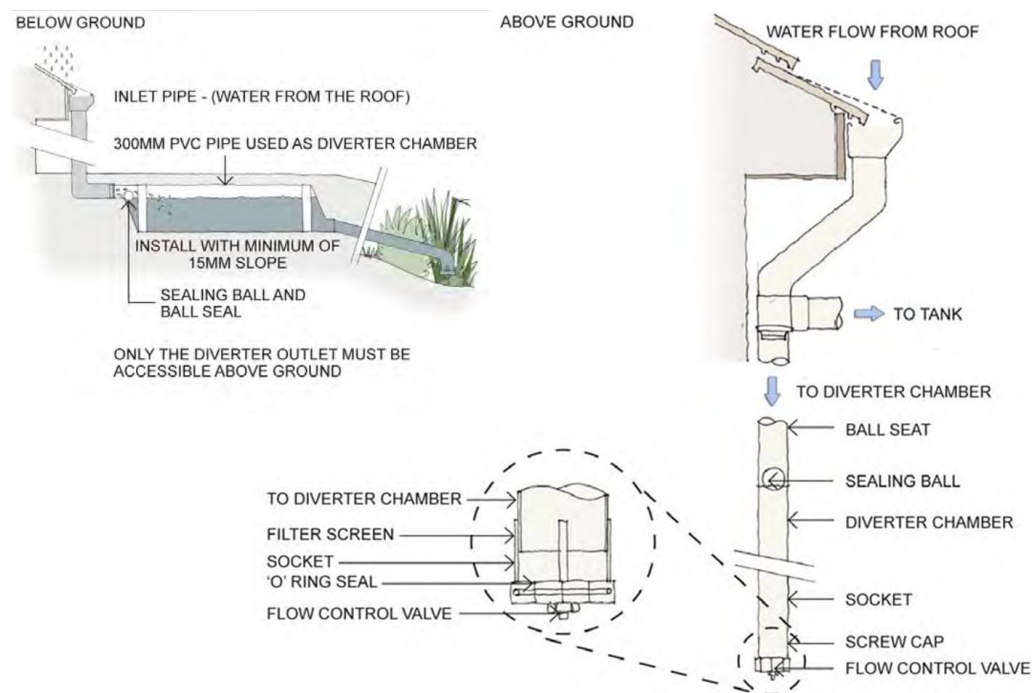 BELOW GROUND
INLET PIPE - (WATER FROM THE ROOF)
300MM PVC PIPE USED AS DIVERTER CHAMBER
INSTALL WITH MINIMUM OF
15MM SLOPE
SEALING BALL AND
BALL SEAL
ONLY THE DIVERTER OUTLET MUST BE
ACCESSIBLE ABOVE GROUND
ABOVE GROUND
WATER FLOW FROM ROOF
TO TANK
TO DIVERTER CHAMBER
BALL SEAT
SEALING BALL
DIVERTER CHAMBER
SOCKET
SCREW CAP
FLOW CONTROL VALVE
TO DIVERTER CHAMBER
FILTER SCREEN
SOCKET
'O' RING SEAL
FLOW CONTROL VALVE